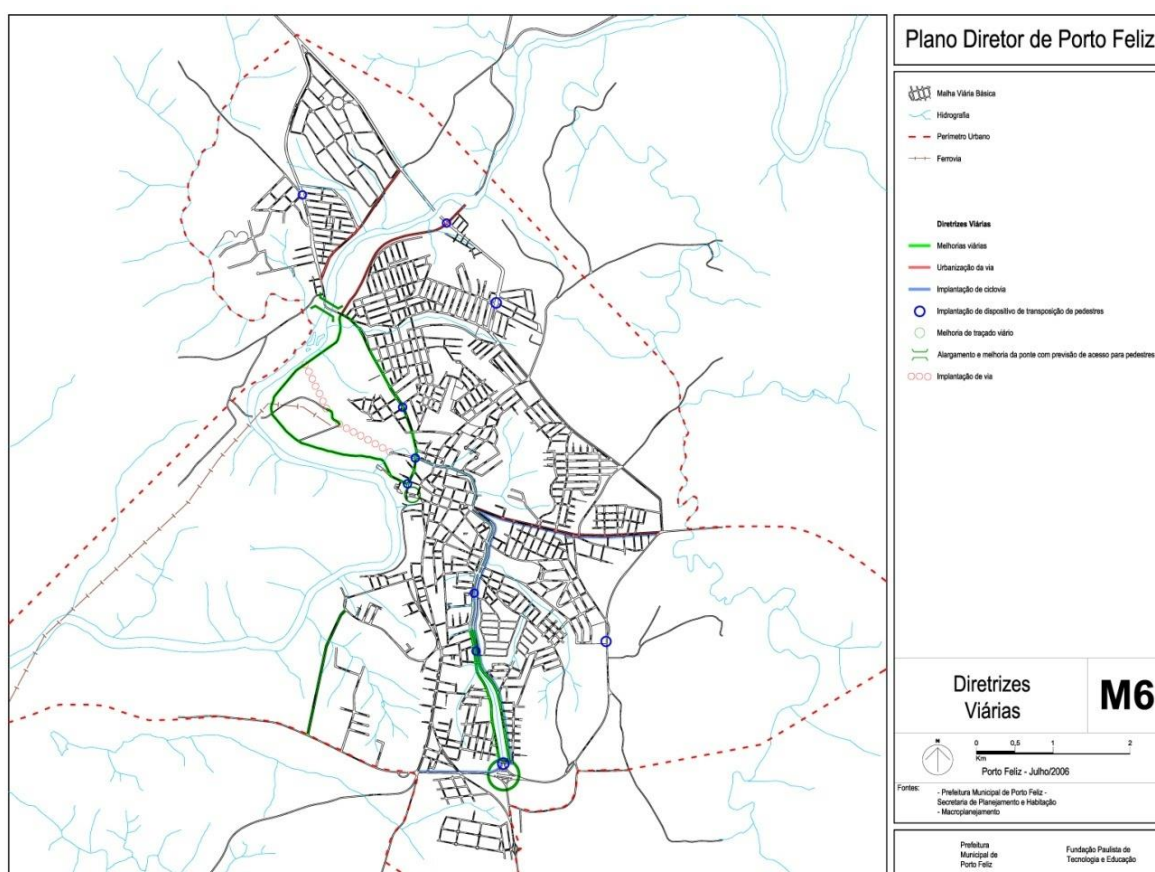 Plano Diretor de Porto Feliz
Malha Viária Básica
Hidrografia
Perímetro Urbano
Ferrovia
Diretrizes Viárias
Melhorias viárias
Urbanização da via
Implantação de ciclovia
Implantação de dispositivo de transposição de pedestres
Melhoria de traçado viário
Alargamento e melhoria da ponte com previsão de acesso para pedestres
Implantação de via
Diretrizes
Viárias
M6
N
0 0,5 1 2
Km
Porto Feliz - Julho/2006
Fontes:
- Prefeitura Municipal de Porto Feliz -
Secretaria de Planejamento e Habitação
- Macroplanejamento
Prefeitura
Municipal de
Porto Feliz
Fundação Paulista de
Tecnologia e Educação